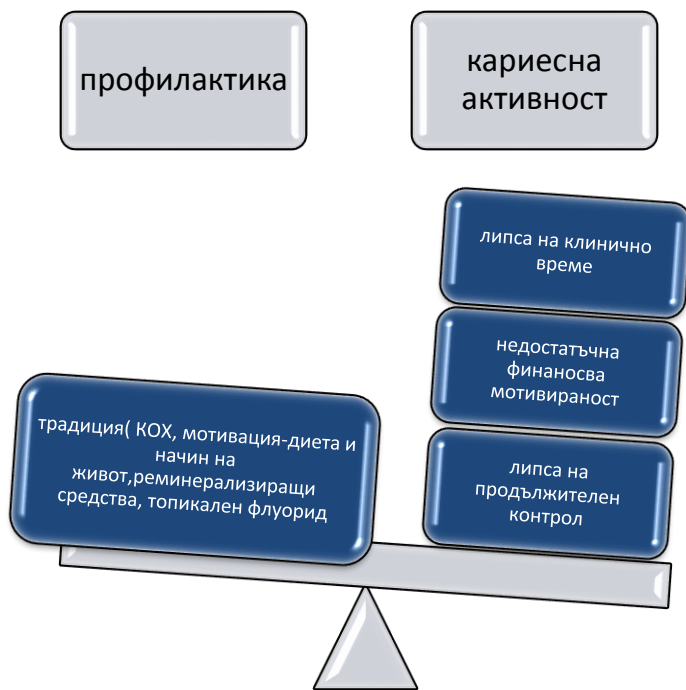 профилактика
кариесна
активност
липса на клинично
време
недостатъчна
финаносва
мотивираност
липса на
продължителен
контрол
традиция( КОХ, мотивация-диета и
начин на
живот,реминерализиращи
средства, топикален флуорид